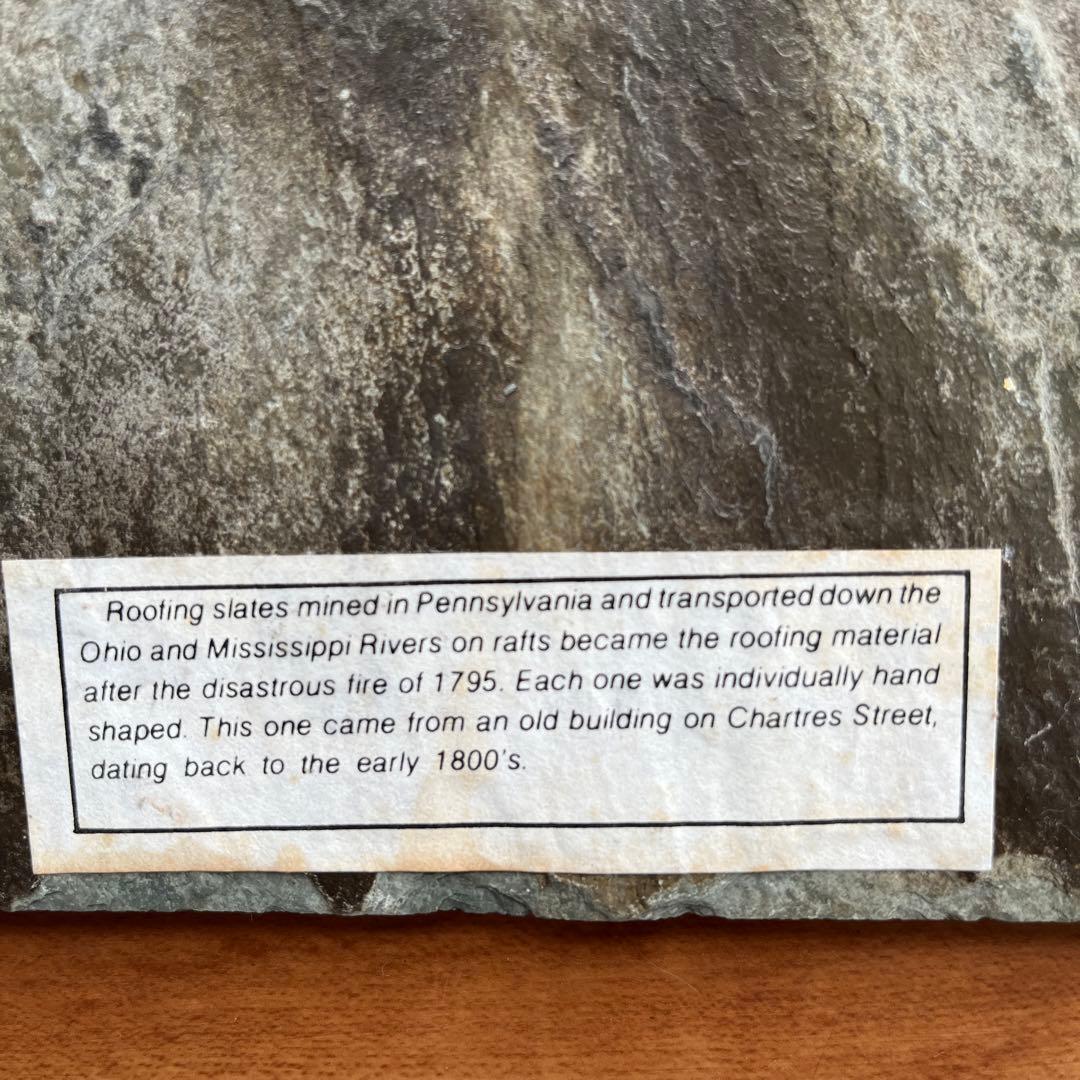 Roofing slates mined in Pennsylvania and transported down the
Ohio and Mississippi Rivers on rafts became the roofing material
after the disastrous fire of 1795. Each one was individually hand
shaped. This one came from an old building on Chartres Street,
dating back to the early 1800's.